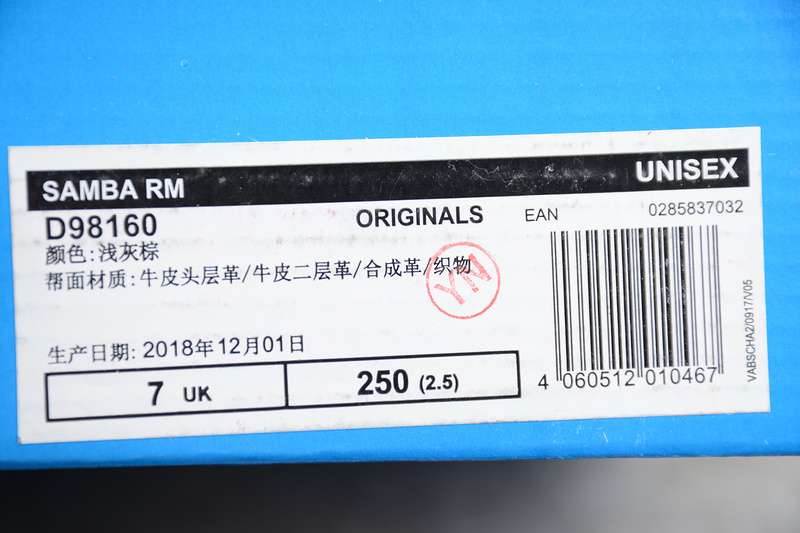 SAMBA RM UNISEX
D98160 ORIGINALS EAN 0285837032
颜色:浅灰棕
帮面材质:牛皮头层革/牛皮二层革/合成革/织物
YM
生产日期: 2018年12月01日
7 UK 250 (2.5)
4 060512 010467
VABSCHA2/0917/V05